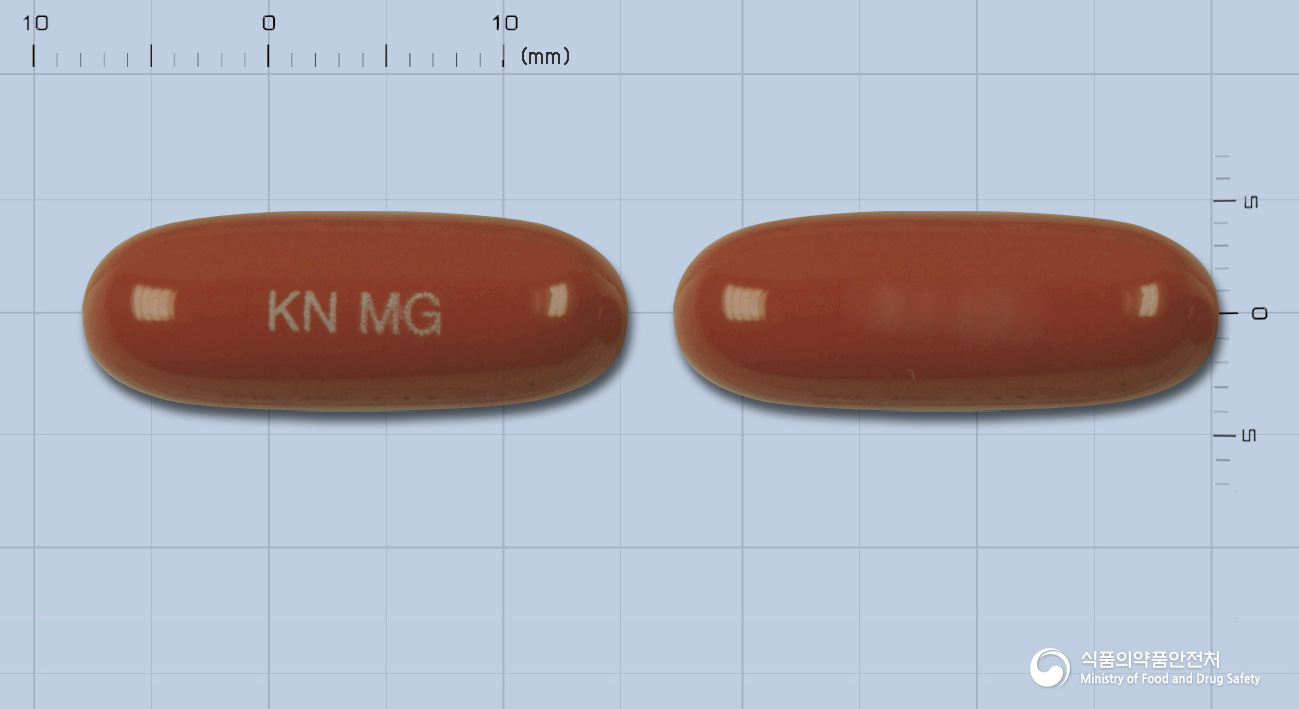 10 0 10
(mm)
KN MG
5
0
5
식품의약품안전처
Ministry of Food and Drug Safety